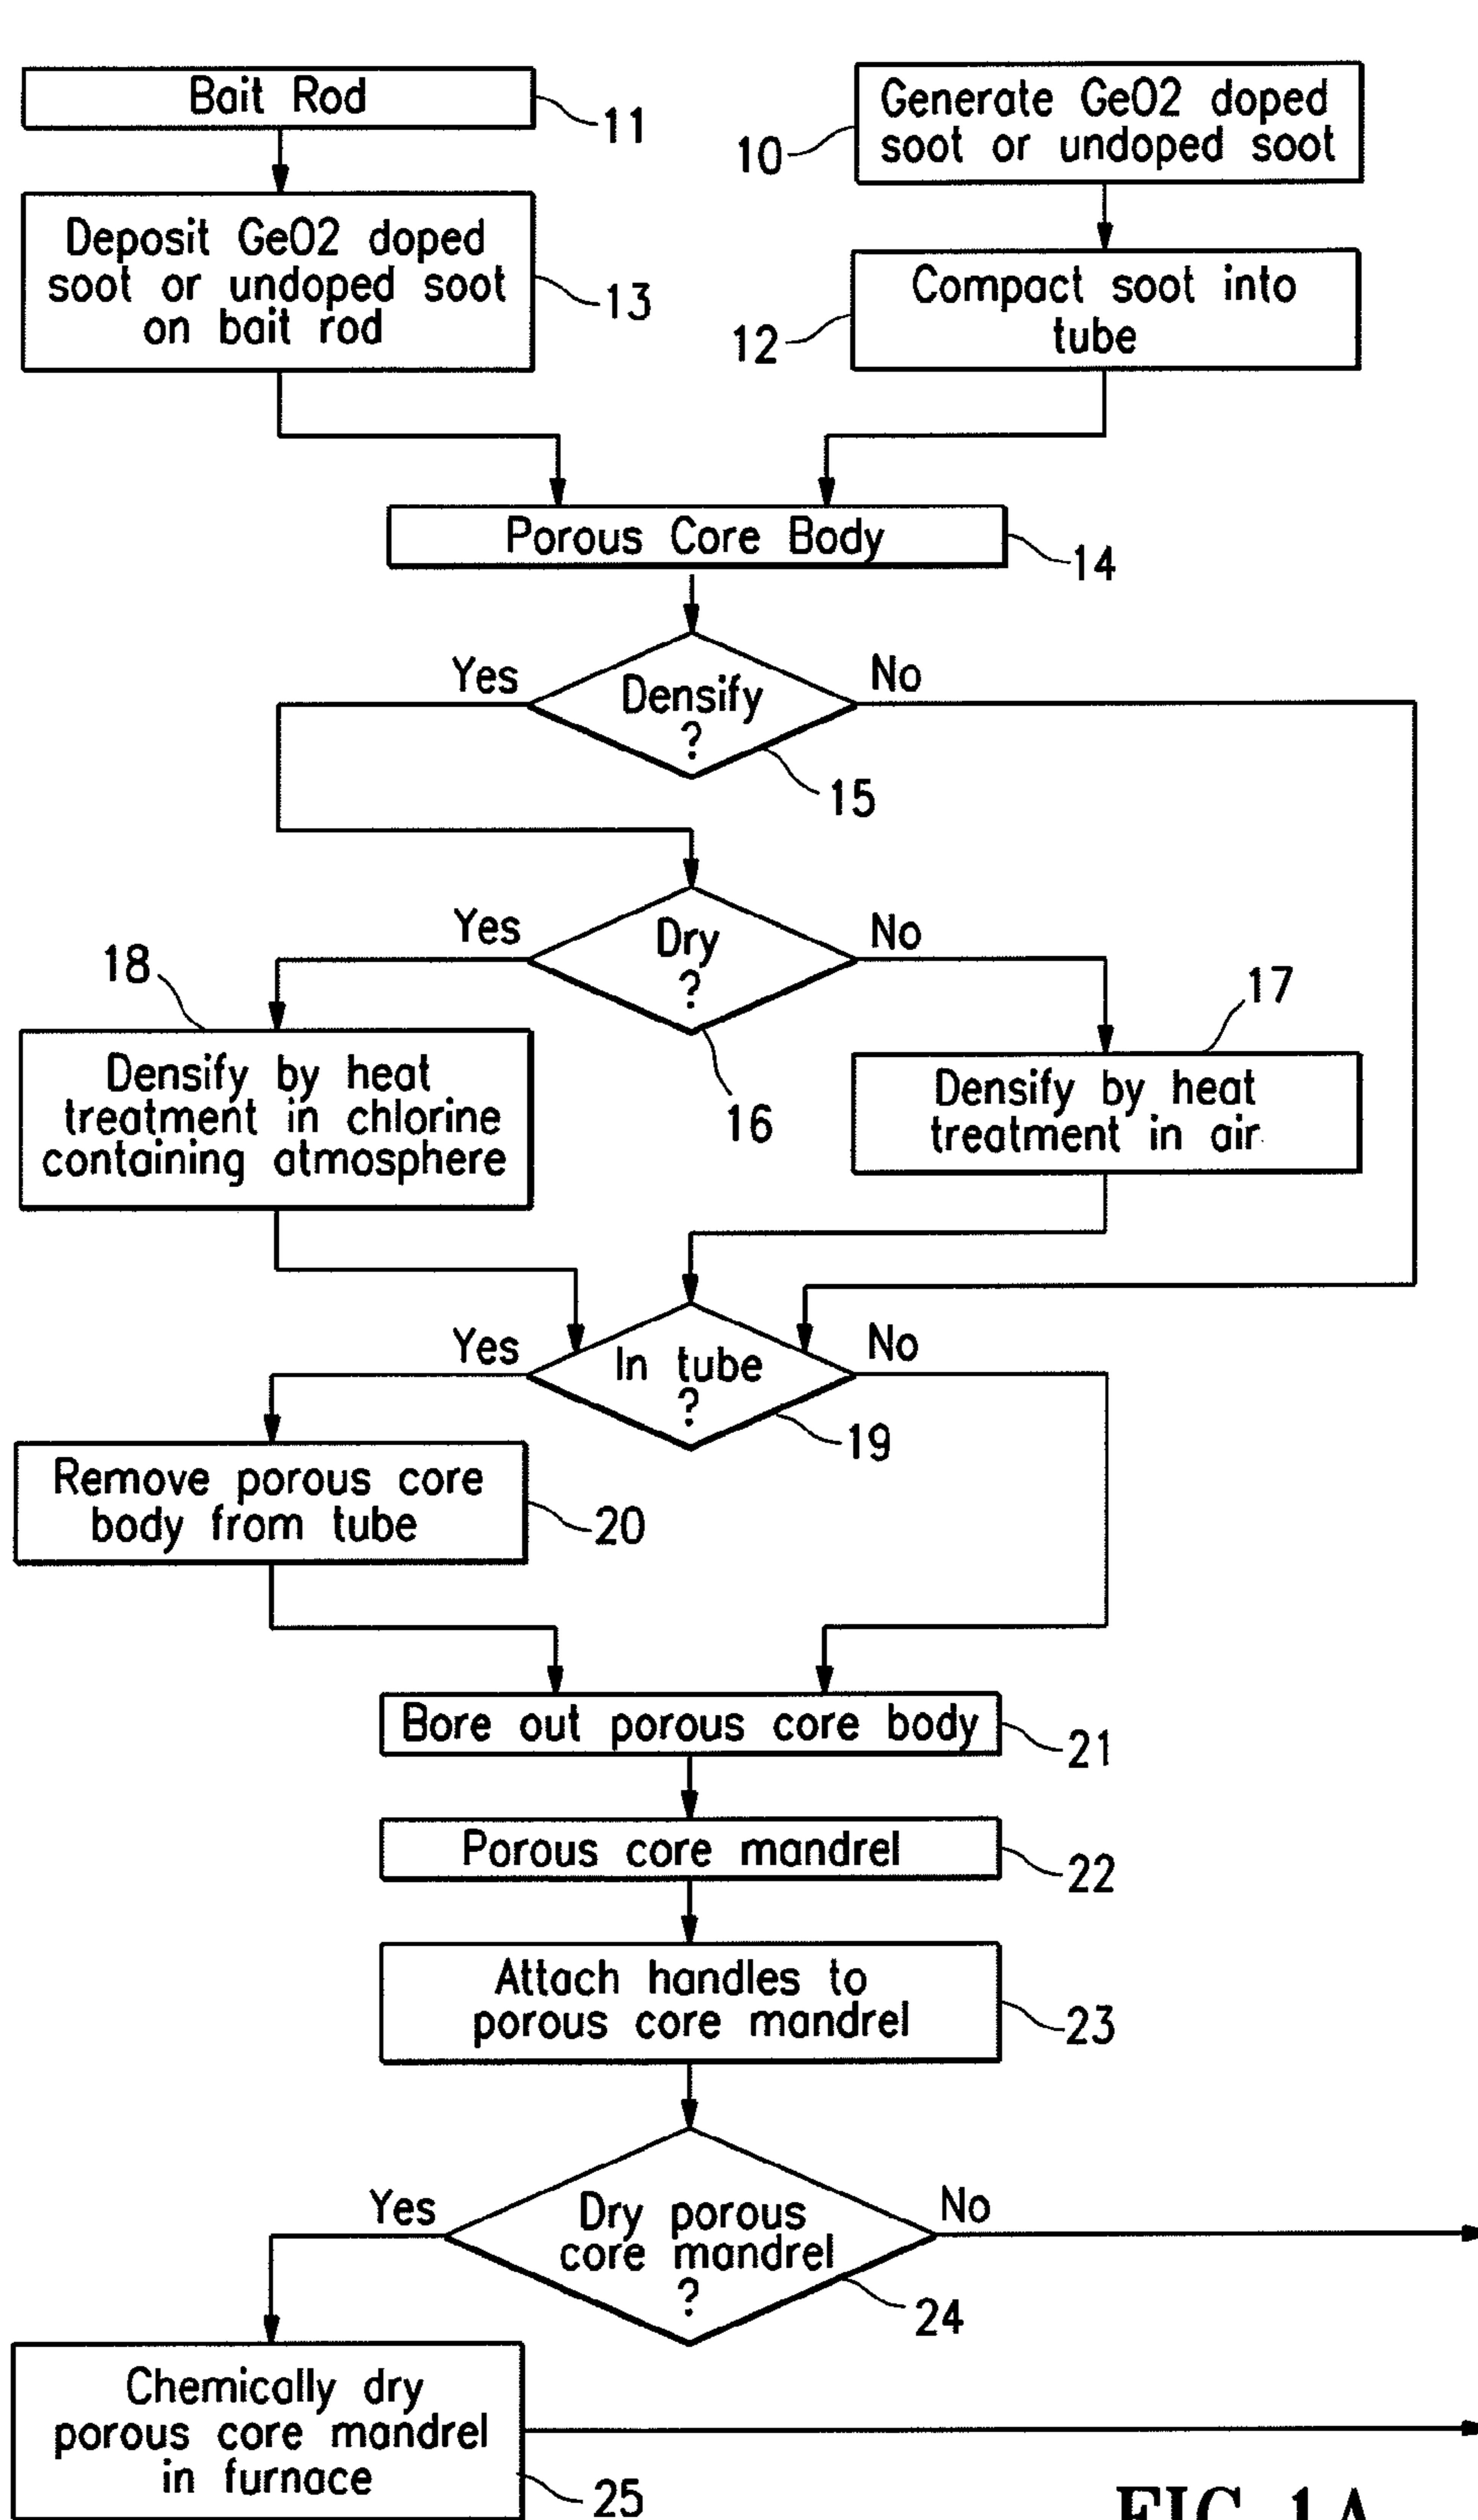 Bait Rod
11
Generate GeO2 doped
soot or undoped soot
10
Deposit GeO2 doped
soot or undoped soot
on bait rod
13
Compact soot into
tube
12
Porous Core Body
14
Densify
?
Yes
No
15
Dry
?
Yes
No
16
18
Densify by heat
treatment in chlorine
containing atmosphere
17
Densify by heat
treatment in air
In tube
?
Yes
No
19
Remove porous core
body from tube
20
Bore out porous core body
21
Porous core mandrel
22
Attach handles to
porous core mandrel
23
Dry porous
core mandrel
?
Yes
No
24
Chemically dry
porous core mandrel
in furnace
25
FIG. 1A